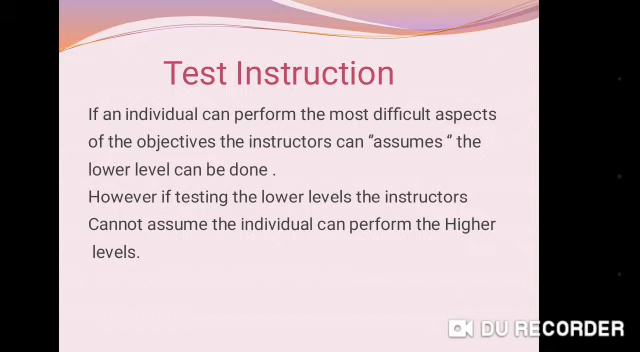 Test Instruction
If an individual can perform the most difficult aspects
of the objectives the instructors can “assumes ” the
lower level can be done .
However if testing the lower levels the instructors
Cannot assume the individual can perform the Higher
levels.
DU RECORDER